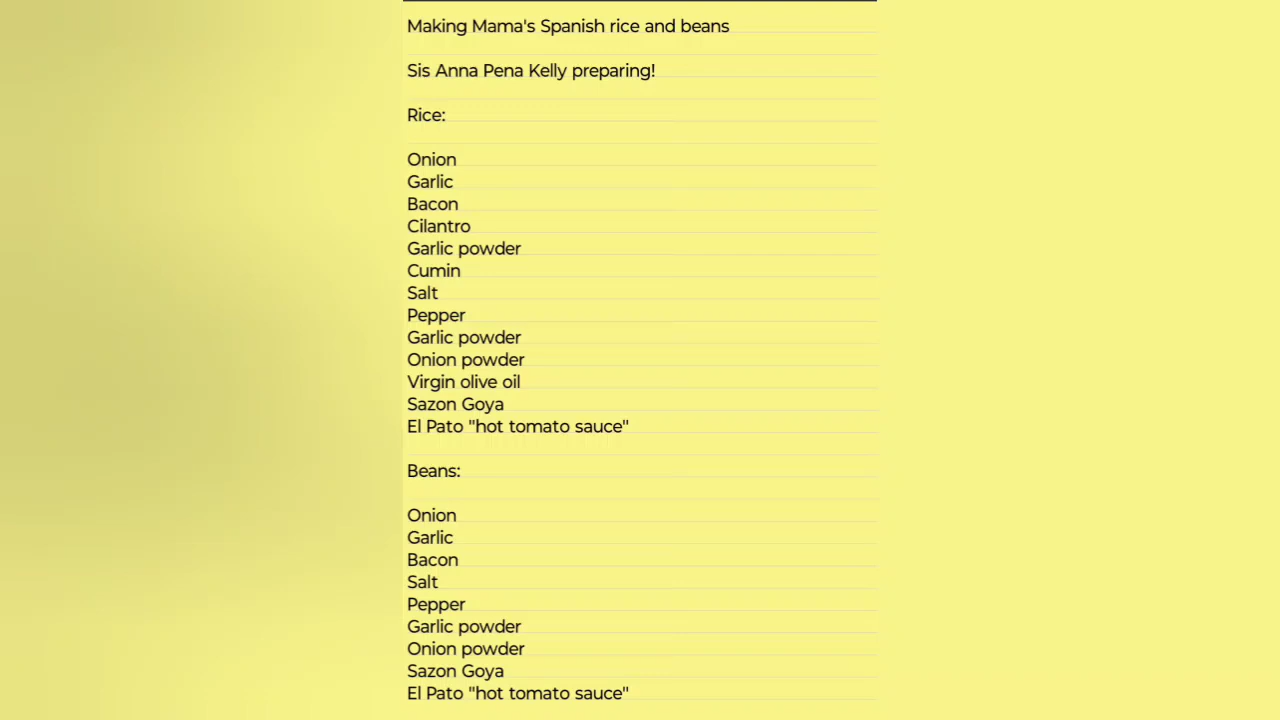 Making Mama's Spanish rice and beans
Sis Anna Pena Kelly preparing!
Rice:
Onion
Garlic
Bacon
Cilantro
Garlic powder
Cumin
Salt
Pepper
Garlic powder
Onion powder
Virgin olive oil
Sazon Goya
El Pato "hot tomato sauce"
Beans:
Onion
Garlic
Bacon
Salt
Pepper
Garlic powder
Onion powder
Sazon Goya
El Pato "hot tomato sauce"